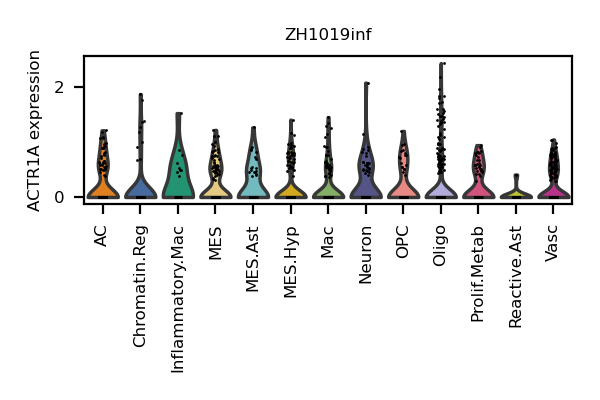 ZH1019inf
ACTR1A expression
2
0
AC
Chromatin.Reg
Inflammatory.Mac
MES
MES.Ast
MES.Hyp
Mac
Neuron
OPC
Oligo
Prolif.Metab
Reactive.Ast
Vasc